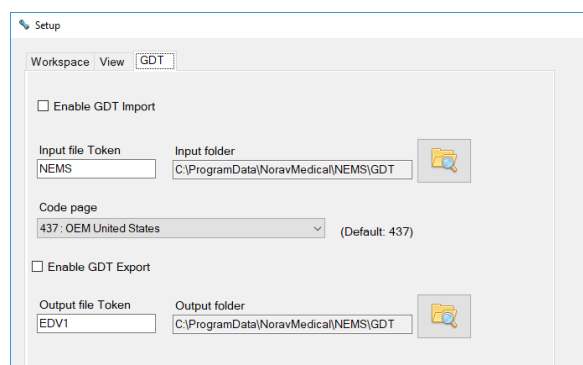 Setup
Workspace View GDT
Enable GDT Import
Input file Token Input folder
NEMS C:\ProgramData\NoravMedical\NEMS\GDT
Code page
437 : OEM United States (Default: 437)
Enable GDT Export
Output file Token Output folder
EDV1 C:\ProgramData\NoravMedical\NEMS\GDT